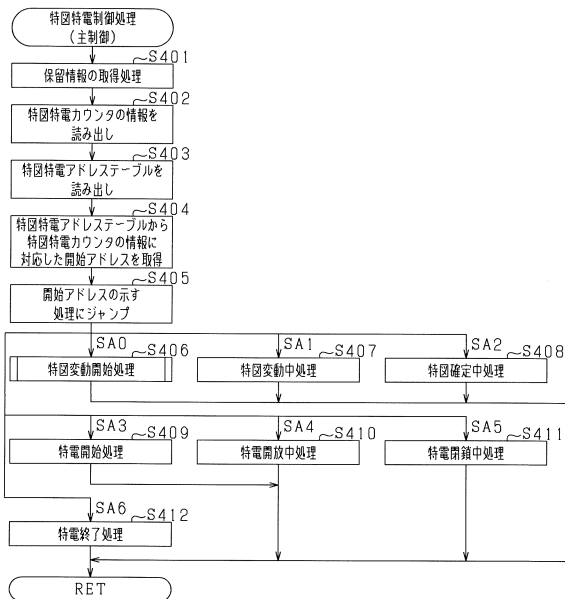 特図特電制御処理
(主制御)
S401
保留情報の取得処理
S402
特図特電カウンタの情報を
読み出し
S403
特図特電アドレステーブルを
読み出し
S404
特図特電アドレステーブルから
特図特電カウンタの情報に
対応した開始アドレスを取得
S405
開始アドレスの示す
処理にジャンプ
SA0
S406
特図変動開始処理
SA1
S407
特図変動中処理
SA2
S408
特図確定中処理
SA3
S409
特電開始処理
SA4
S410
特電開放中処理
SA5
S411
特電閉鎖中処理
SA6
S412
特電終了処理
RET